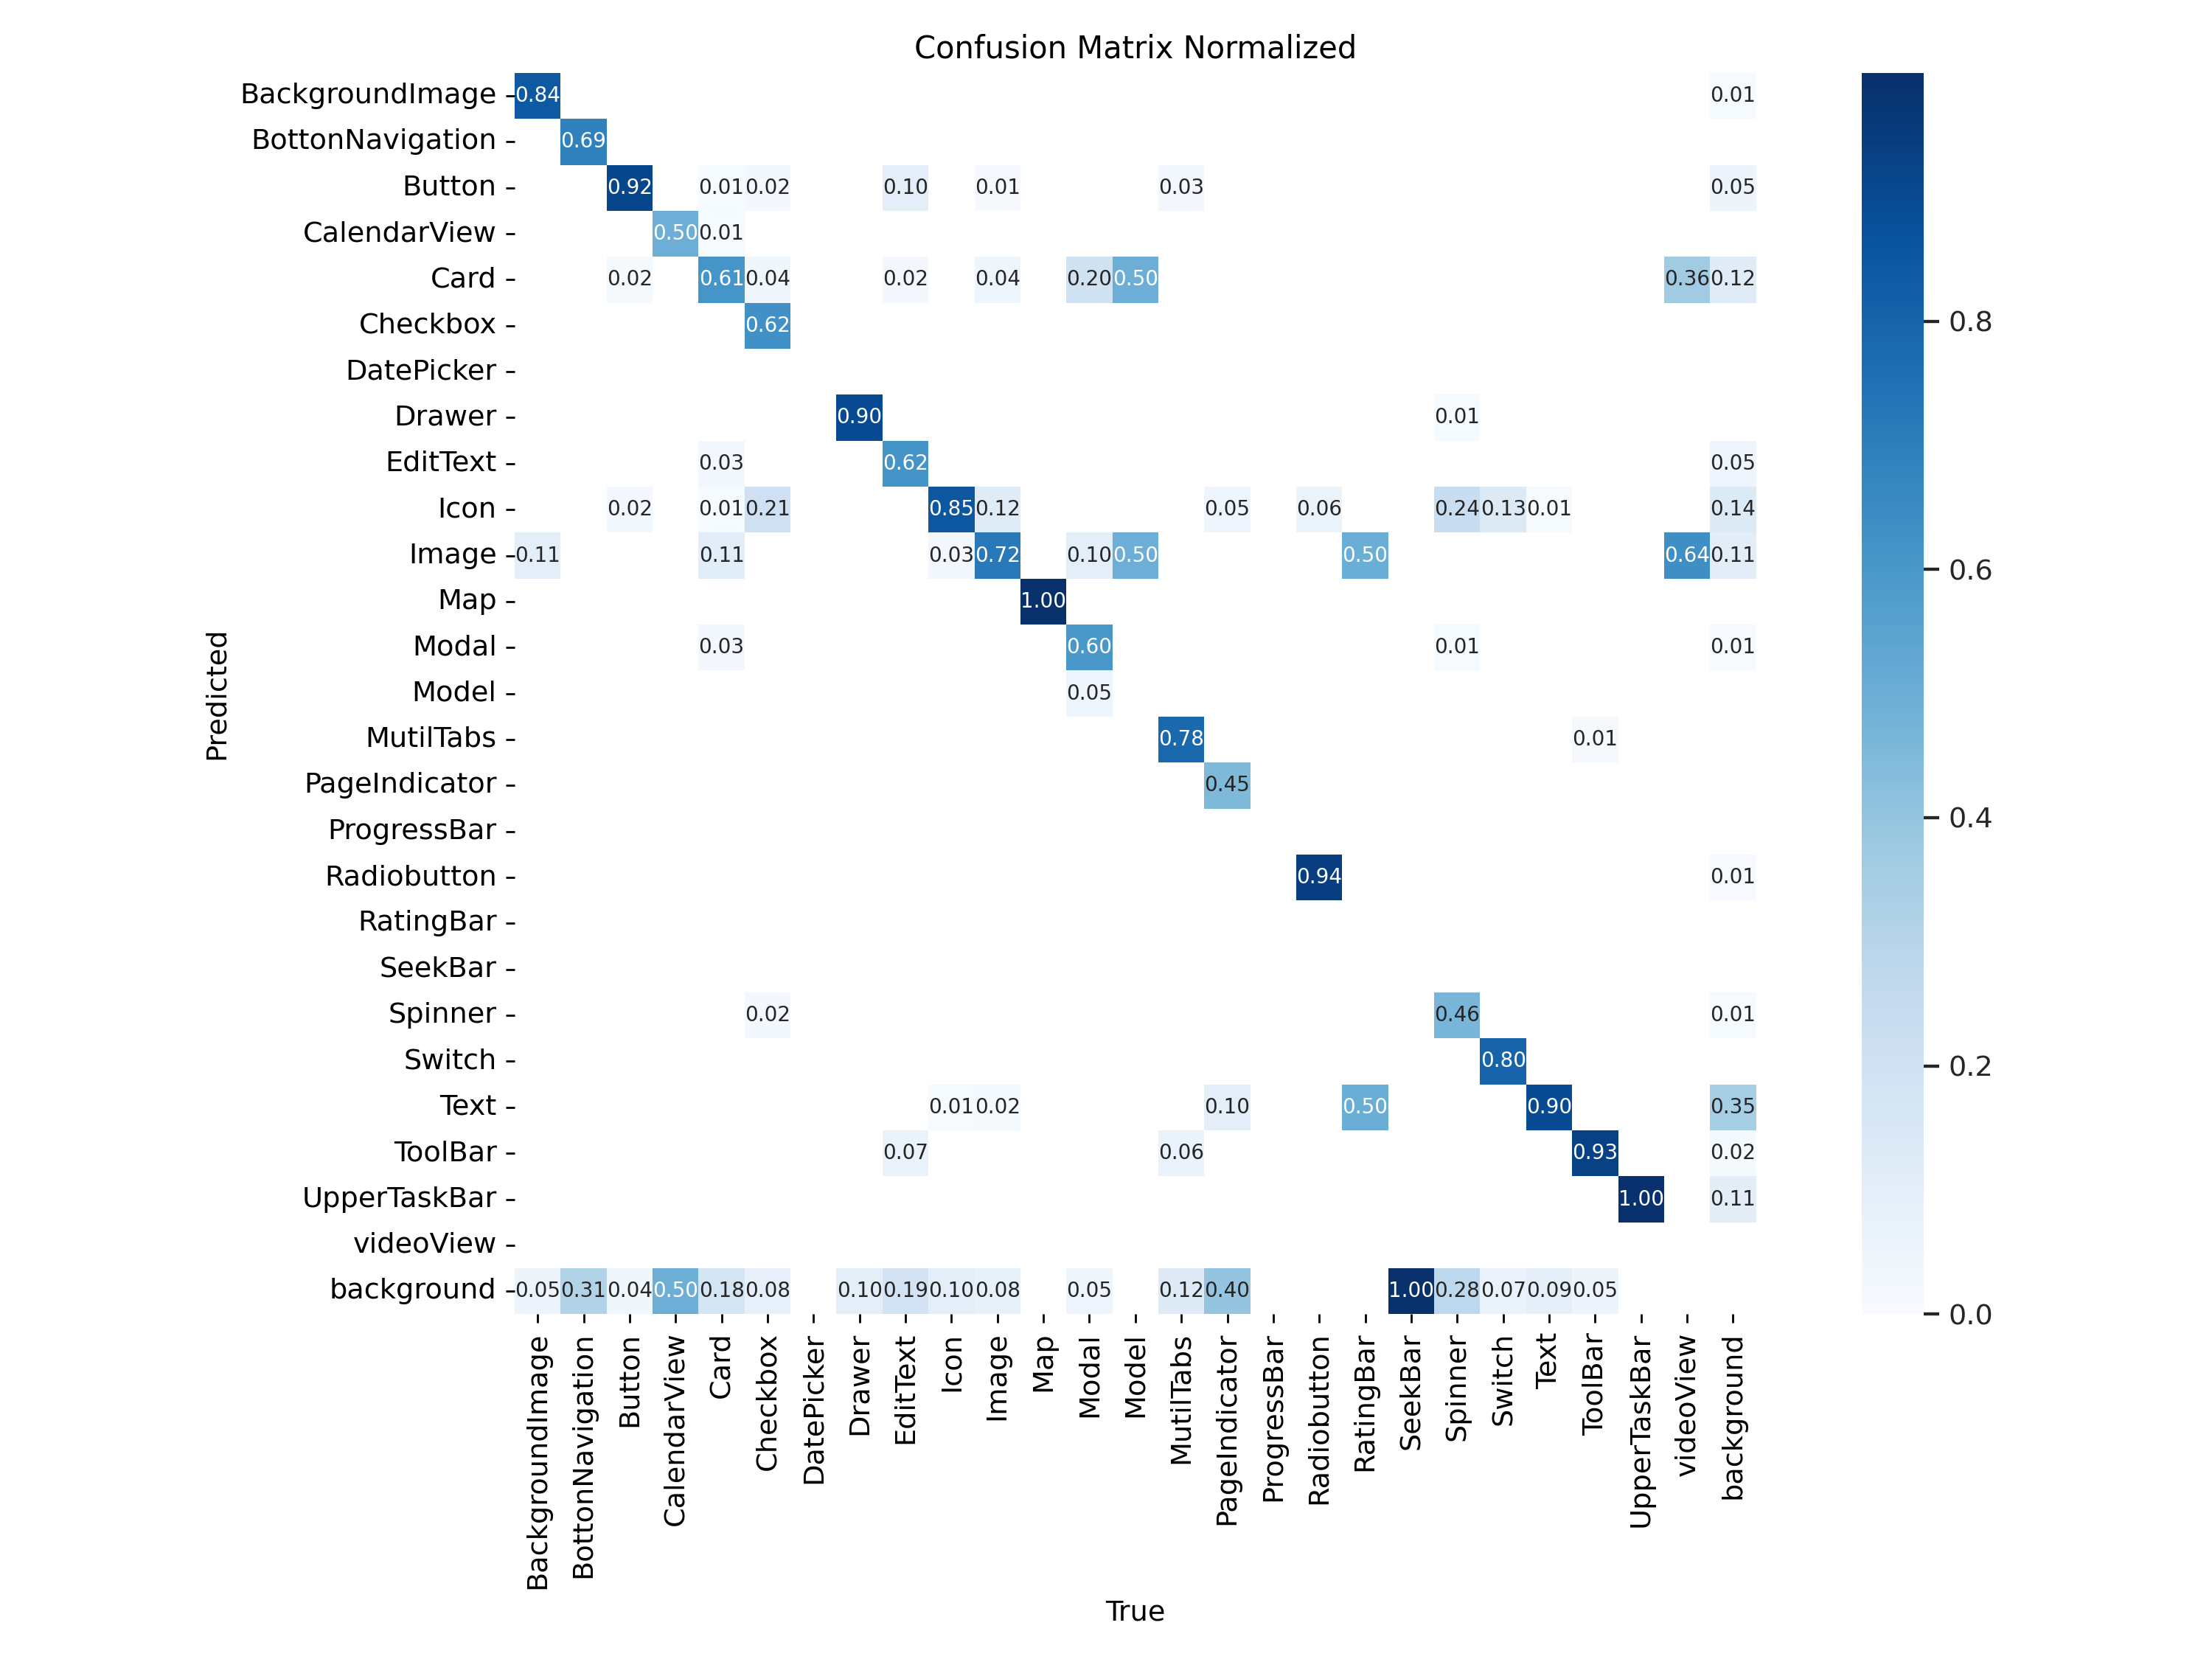 Confusion Matrix Normalized
BackgroundImage 0.84 0.01
BottonNavigation 0.69
Button 0.92 0.01 0.02 0.10 0.01 0.03 0.05
CalendarView 0.50 0.01
Card 0.02 0.61 0.04 0.02 0.04 0.20 0.50 0.36 0.12
Checkbox 0.62
DatePicker
Drawer 0.90 0.01
EditText 0.03 0.62 0.05
Icon 0.02 0.01 0.21 0.85 0.12 0.05 0.06 0.24 0.13 0.01 0.14
Image 0.11 0.11 0.03 0.72 0.10 0.50 0.50 0.64 0.11
Map 1.00
Modal 0.03 0.60 0.01 0.01
Model 0.05
MutilTabs 0.78 0.01
PageIndicator 0.45
ProgressBar
Radiobutton 0.94 0.01
RatingBar
SeekBar
Spinner 0.02 0.46 0.01
Switch 0.80
Text 0.01 0.02 0.10 0.50 0.90 0.35
ToolBar 0.07 0.06 0.93 0.02
UpperTaskBar 1.00 0.11
videoView
background 0.05 0.31 0.04 0.50 0.18 0.08 0.10 0.19 0.10 0.08 0.05 0.12 0.40 1.00 0.28 0.07 0.09 0.05
Predicted
BackgroundImage
BottonNavigation
Button
CalendarView
Card
Checkbox
DatePicker
Drawer
EditText
Icon
Image
Map
Modal
Model
MutilTabs
PageIndicator
ProgressBar
Radiobutton
RatingBar
SeekBar
Spinner
Switch
Text
ToolBar
UpperTaskBar
videoView
background
True
0.8
0.6
0.4
0.2
0.0